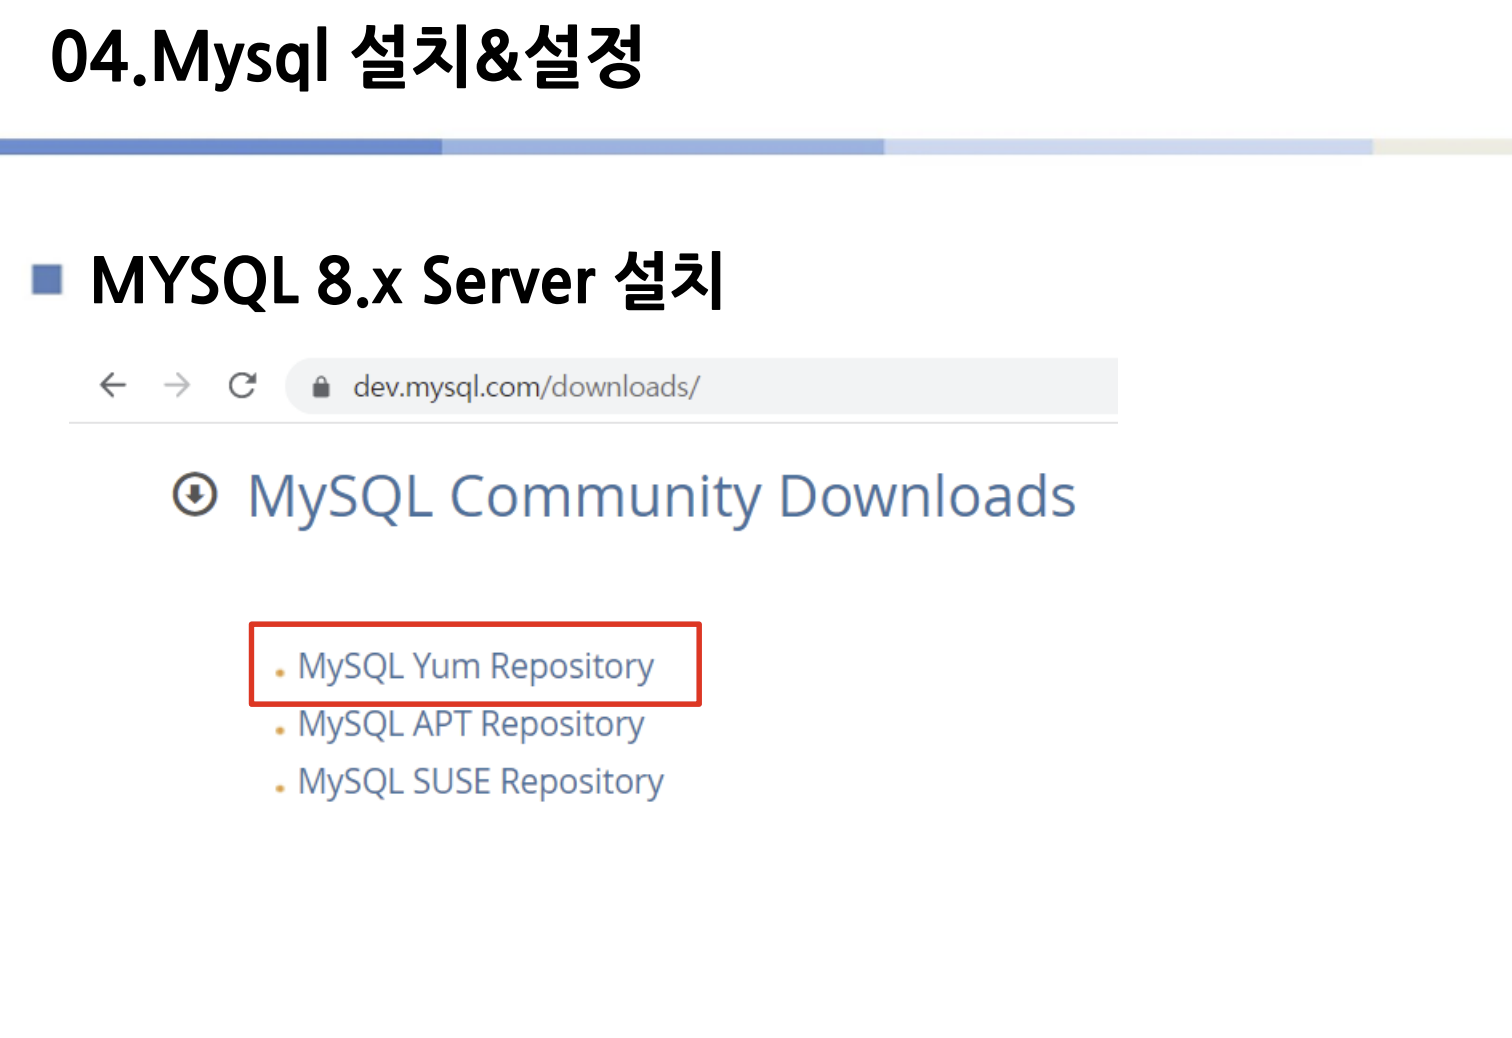 04.Mysql 설치&설정
MYSQL 8.x Server 설치
dev.mysql.com/downloads/
MySQL Community Downloads
MySQL Yum Repository
MySQL APT Repository
MySQL SUSE Repository